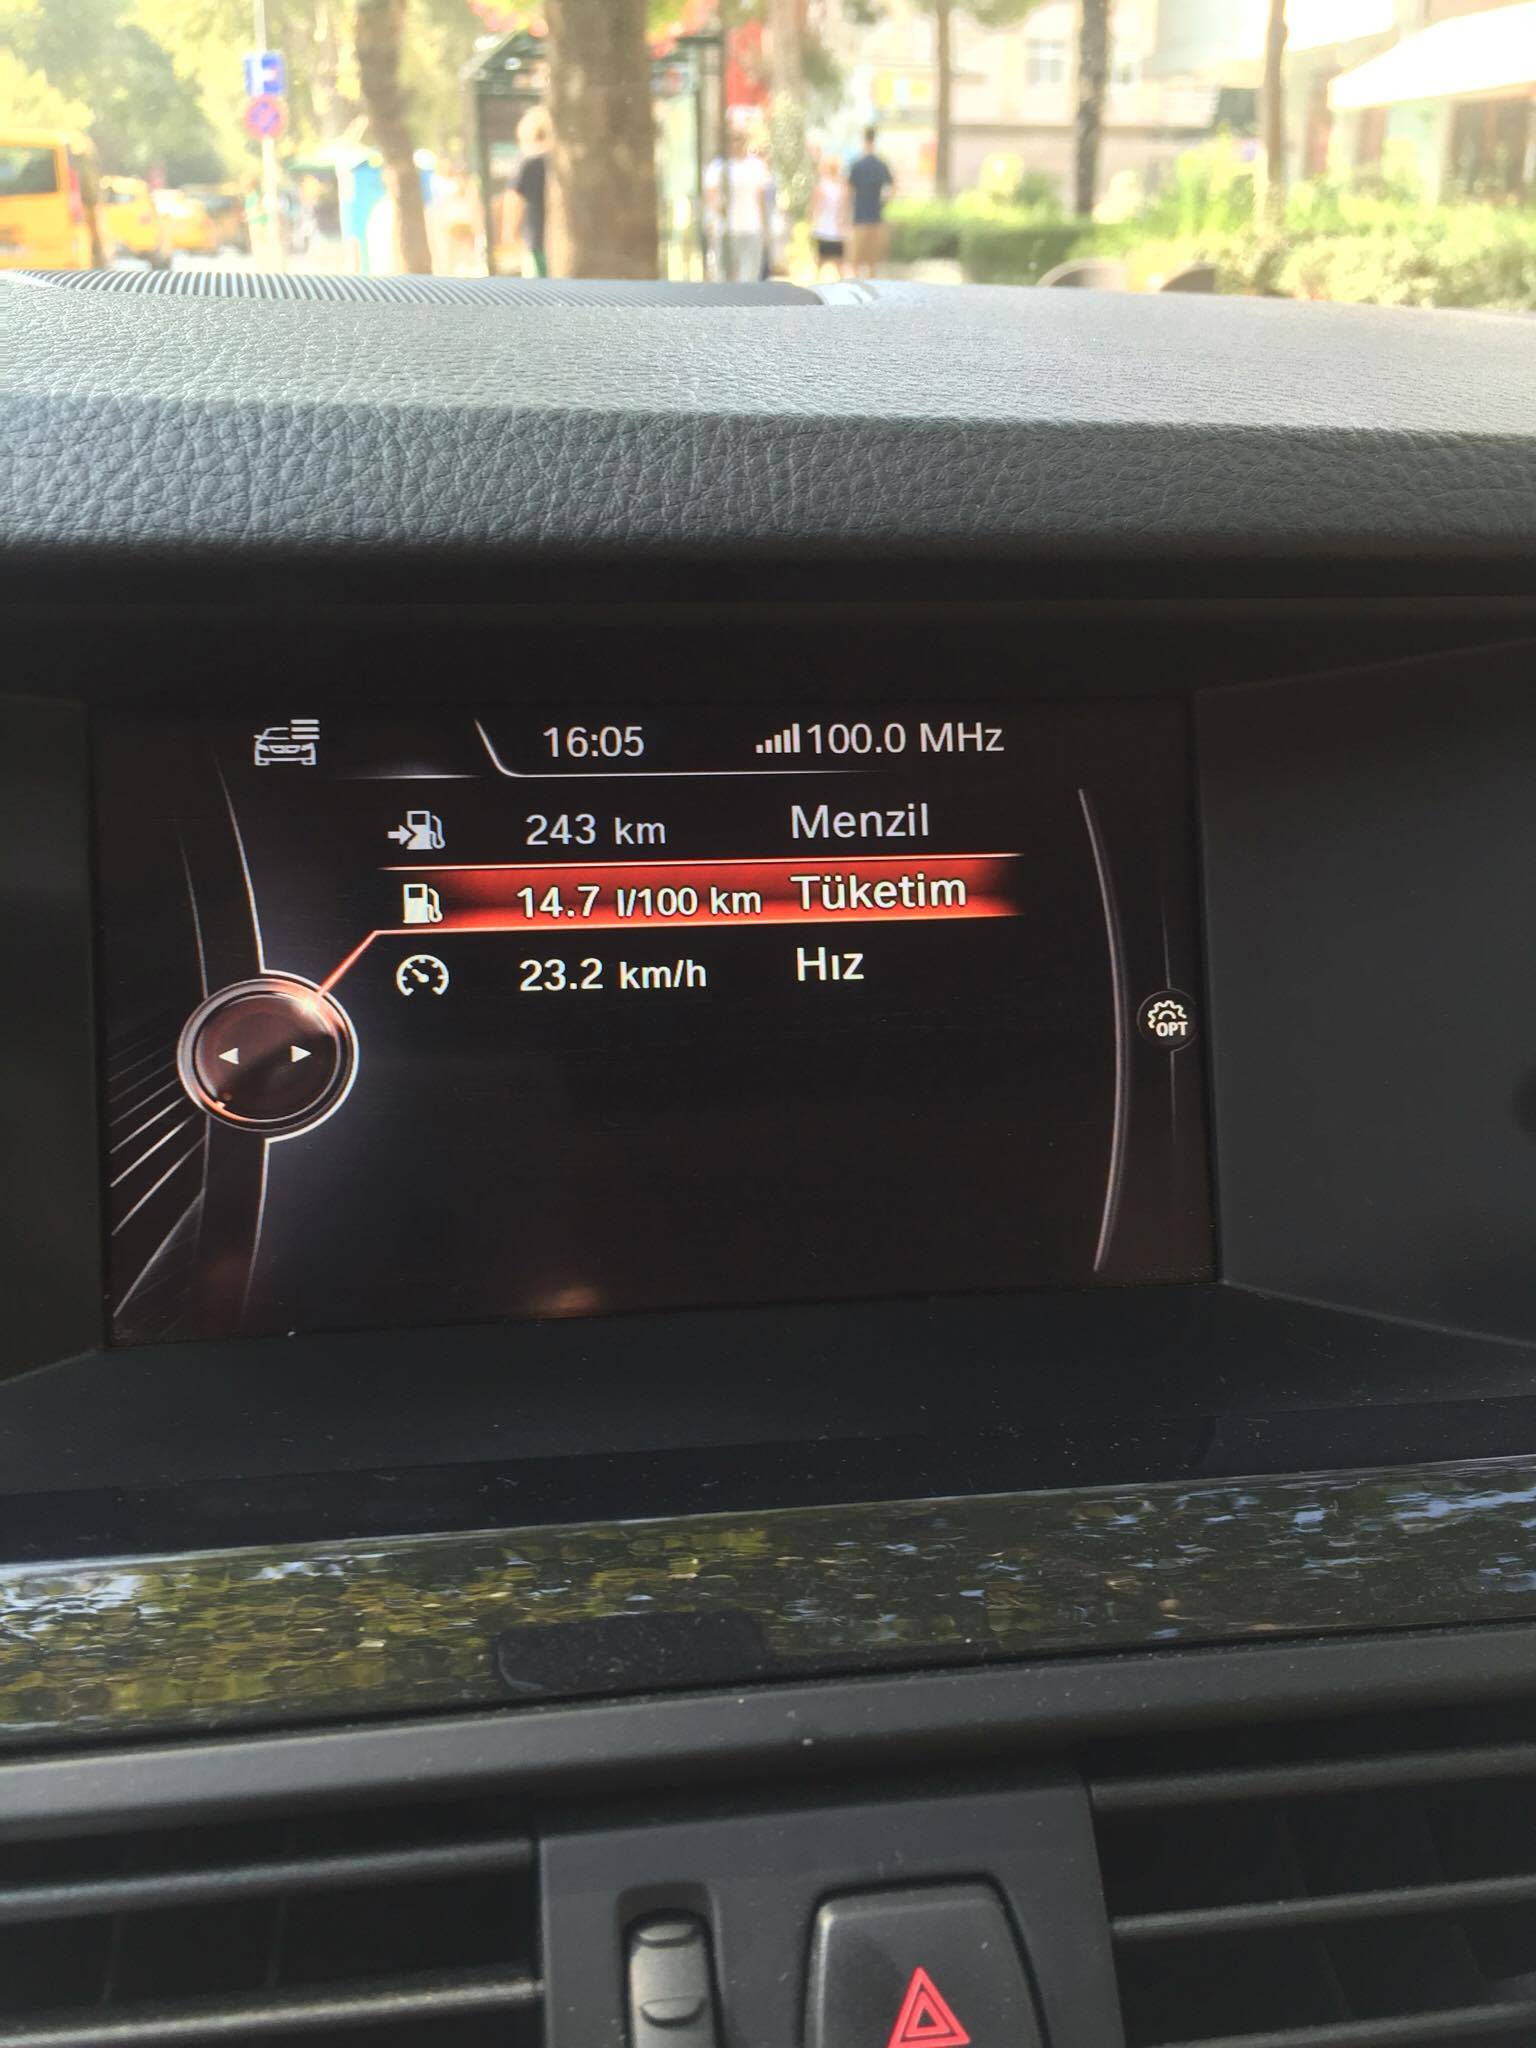 16:05 100.0 MHz
243 km Menzil
14.7 l/100 km Tüketim
23.2 km/h Hız
OPT